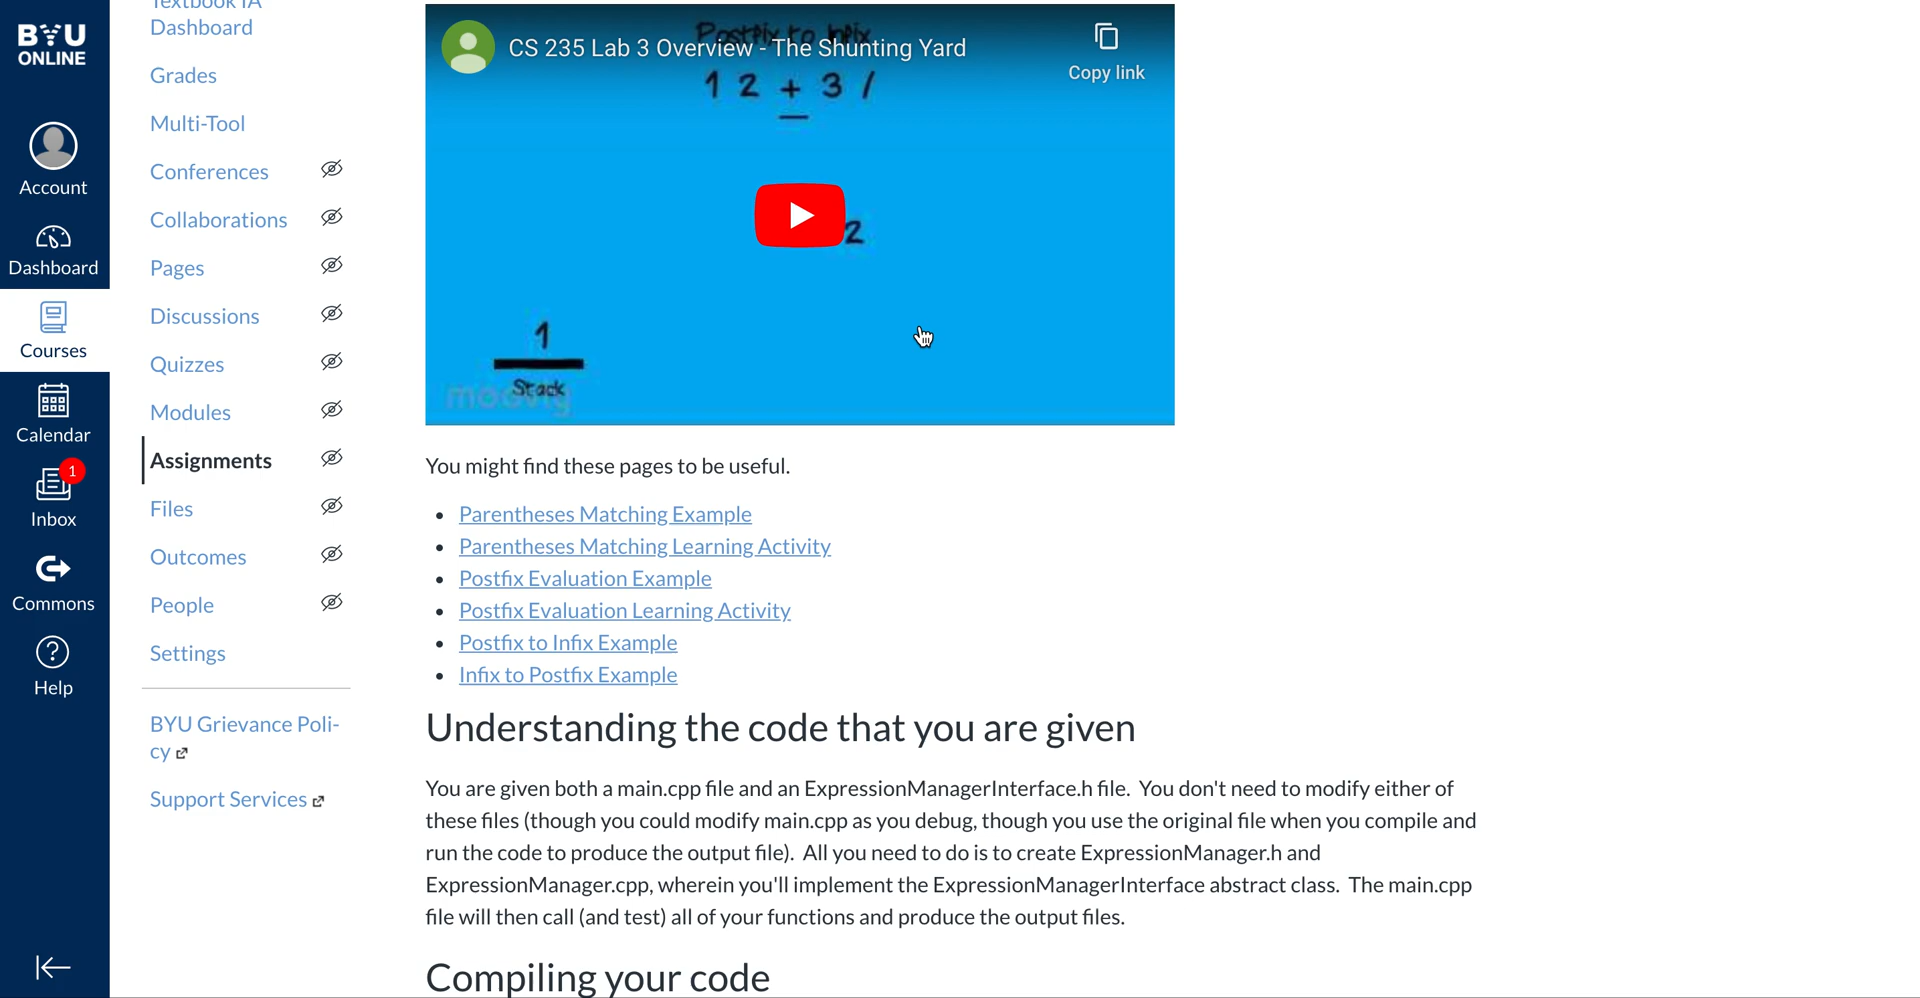 BYU
ONLINE
Account
Dashboard
Courses
Calendar
1
Inbox
Commons
Help
Textbook IA
Dashboard
Grades
Multi-Tool
Conferences
Collaborations
Pages
Discussions
Quizzes
Modules
Assignments
Files
Outcomes
People
Settings
BYU Grievance Poli-
cy
Support Services
Postfix to Infix
CS 235 Lab 3 Overview - The Shunting Yard
Copy link
1 2 + 3 /
2
1
Stack
You might find these pages to be useful.
Parentheses Matching Example
Parentheses Matching Learning Activity
Postfix Evaluation Example
Postfix Evaluation Learning Activity
Postfix to Infix Example
Infix to Postfix Example
Understanding the code that you are given
You are given both a main.cpp file and an ExpressionManagerInterface.h file. You don't need to modify either of
these files (though you could modify main.cpp as you debug, though you use the original file when you compile and
run the code to produce the output file). All you need to do is to create ExpressionManager.h and
ExpressionManager.cpp, wherein you'll implement the ExpressionManagerInterface abstract class. The main.cpp
file will then call (and test) all of your functions and produce the output files.
Compiling your code